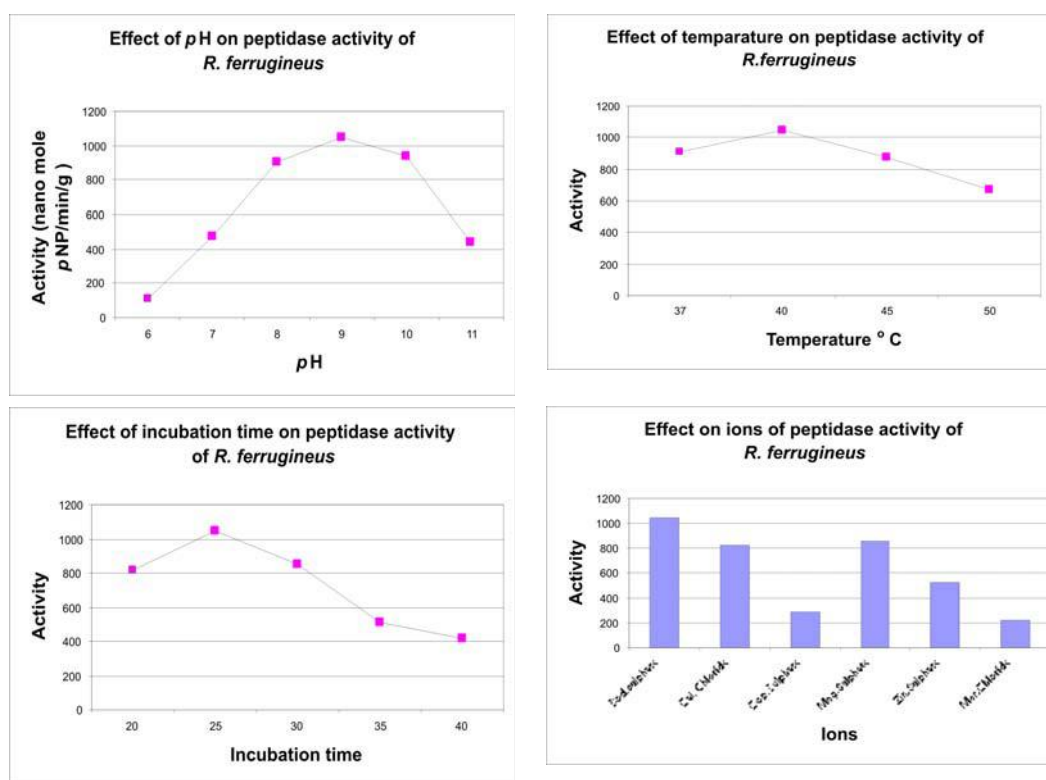 Effect of pH on peptidase activity of
R. ferrugineus
Activity (nano mole
pNP/min/g )
1200
1000
800
600
400
200
0
6 7 8 9 10 11
pH
Effect of temparature on peptidase activity of
R.ferrugineus
Activity
1200
1000
800
600
400
200
0
37 40 45 50
Temperature ° C
Effect of incubation time on peptidase activity
of R. ferrugineus
Activity
1200
1000
800
600
400
200
0
20 25 30 35 40
Incubation time
Effect on ions of peptidase activity of
R. ferrugineus
Activity
1200
1000
800
600
400
200
0
Cal. Chlorid
Ions